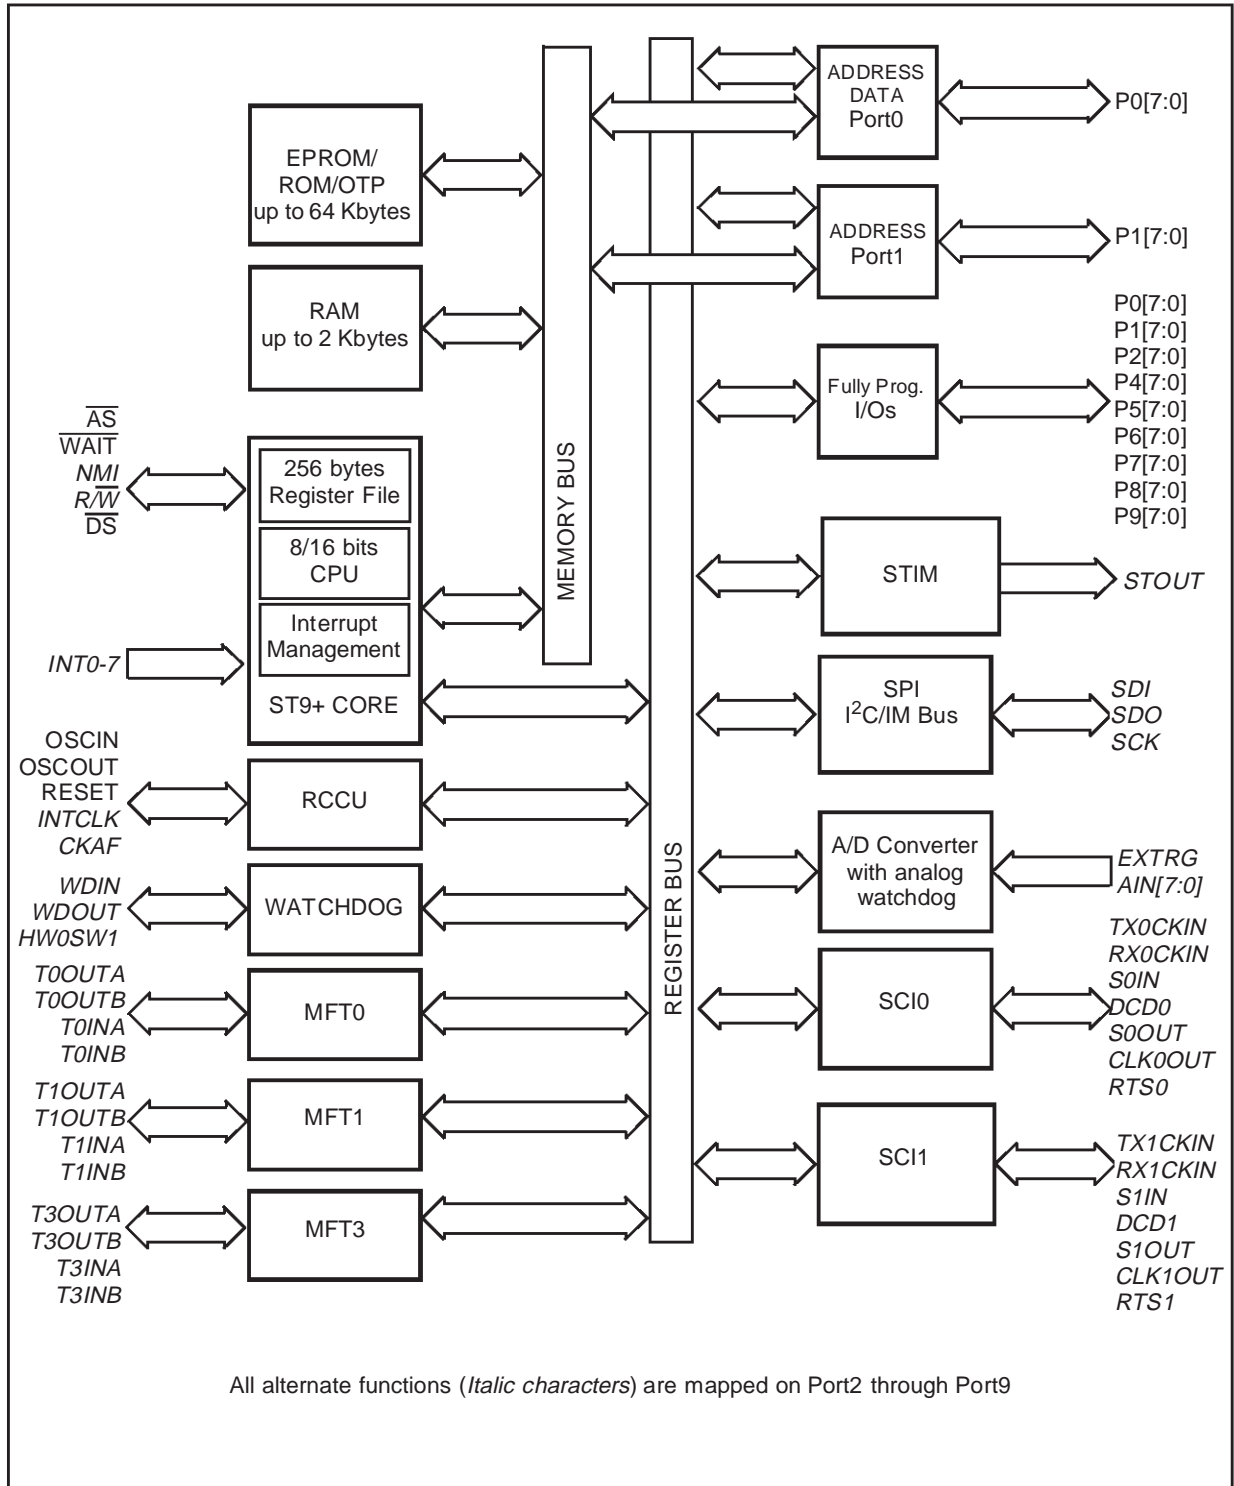 EPROM/
ROM/OTP
up to 64 Kbytes
RAM
up to 2 Kbytes
A̅S̅
W̅A̅I̅T̅
NMI
R/W̅
D̅S̅
256 bytes
Register File
8/16 bits
CPU
Interrupt
Management
ST9+ CORE
INT0-7
OSCIN
OSCOUT
RESET
INTCLK
CKAF
RCCU
WDIN
WDOUT
HW0SW1
WATCHDOG
T0OUTA
T0OUTB
T0INA
T0INB
MFT0
T1OUTA
T1OUTB
T1INA
T1INB
MFT1
T3OUTA
T3OUTB
T3INA
T3INB
MFT3
MEMORY BUS
REGISTER BUS
ADDRESS
DATA
Port0
P0[7:0]
ADDRESS
Port1
P1[7:0]
Fully Prog.
I/Os
P0[7:0]
P1[7:0]
P2[7:0]
P4[7:0]
P5[7:0]
P6[7:0]
P7[7:0]
P8[7:0]
P9[7:0]
STIM
STOUT
SPI
I²C/IM Bus
SDI
SDO
SCK
A/D Converter
with analog
watchdog
EXTRG
AIN[7:0]
SCI0
TX0CKIN
RX0CKIN
S0IN
DCD0
S0OUT
CLK0OUT
RTS0
SCI1
TX1CKIN
RX1CKIN
S1IN
DCD1
S1OUT
CLK1OUT
RTS1
All alternate functions (Italic characters) are mapped on Port2 through Port9